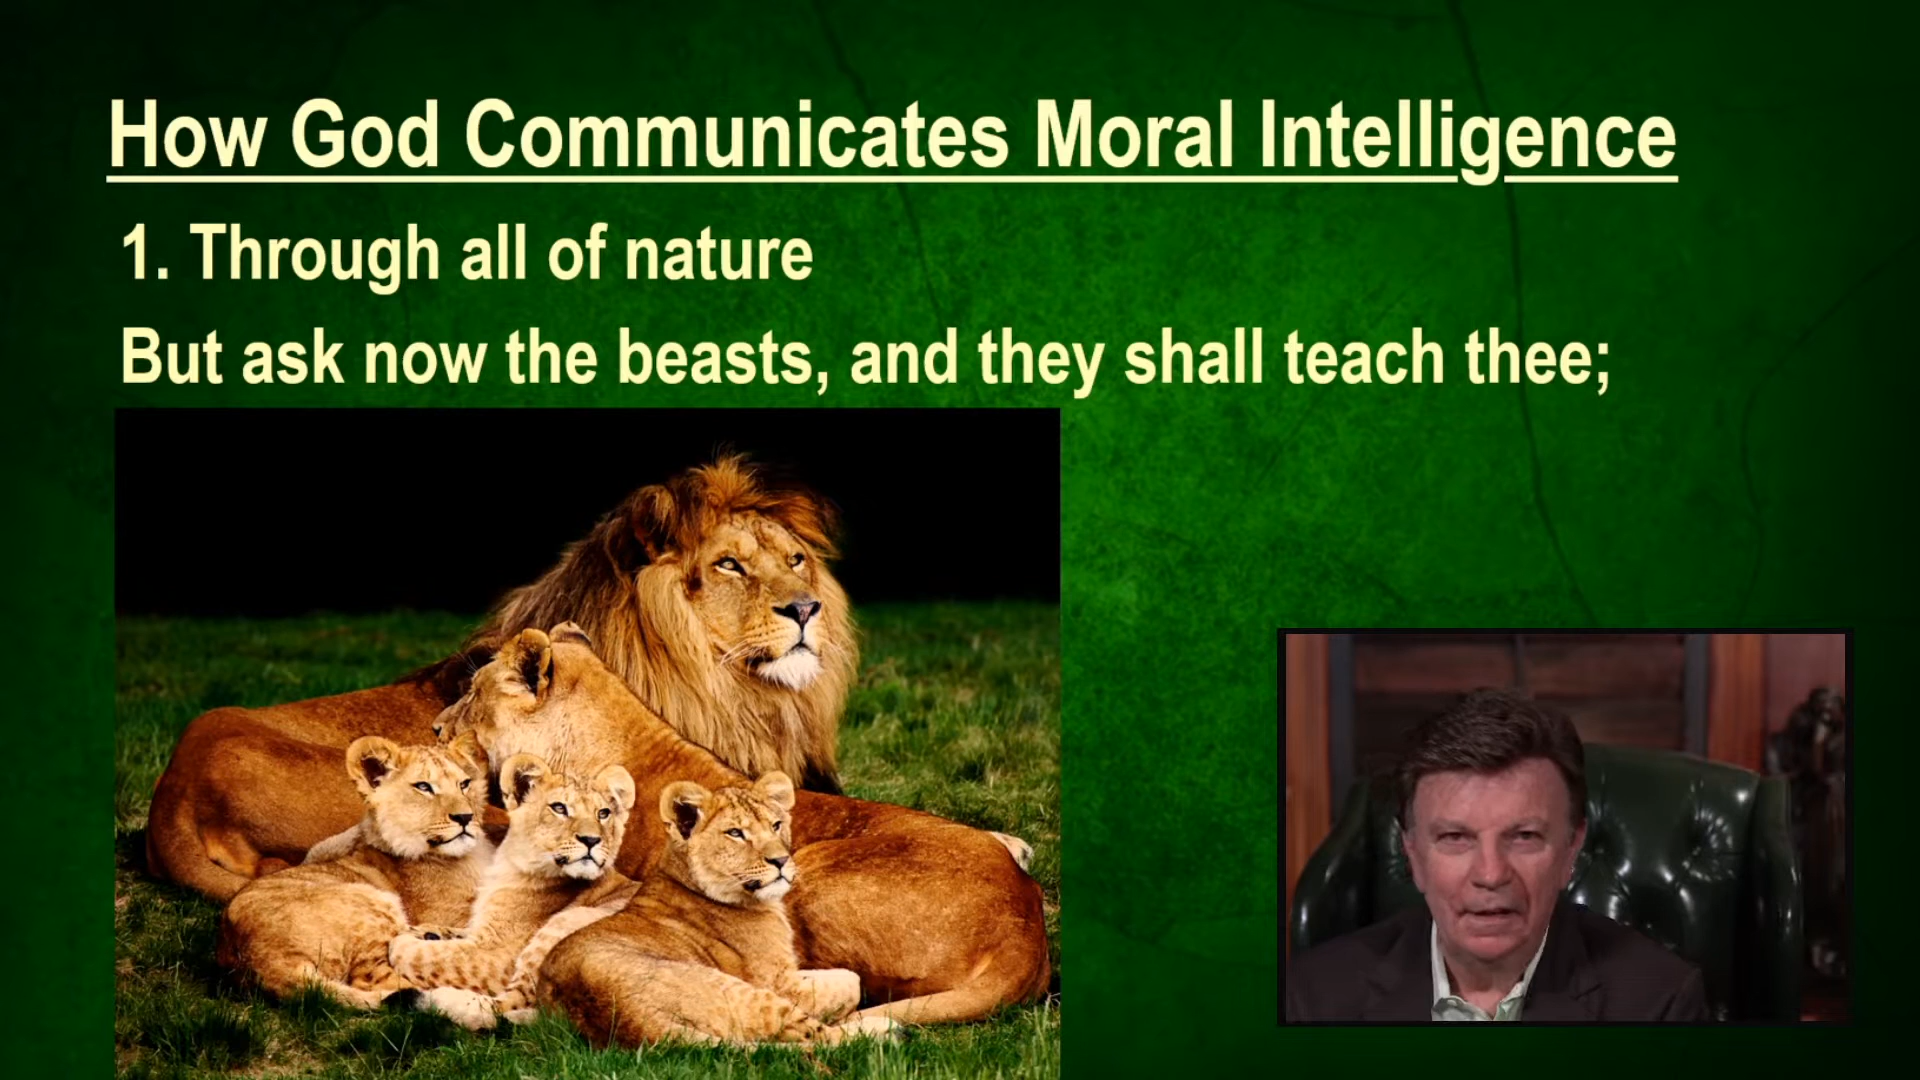 How God Communicates Moral Intelligence
1. Through all of nature
But ask now the beasts, and they shall teach thee;